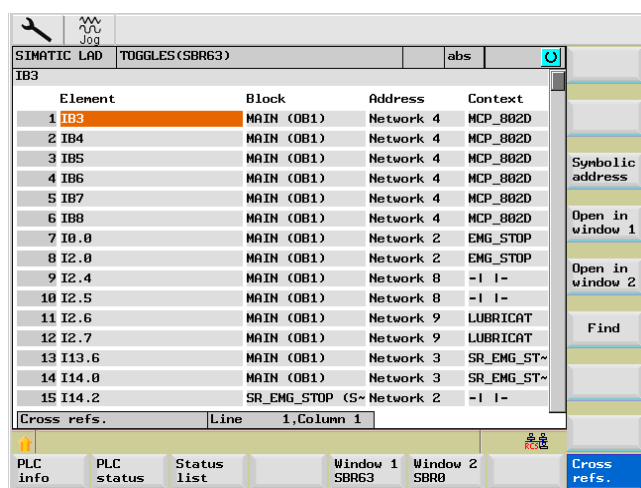 Jog
SIMATIC LAD TOGGLES(SBR63) abs
IB3
Element Block Address Context
1 IB3 MAIN (OB1) Network 4 MCP_802D
2 IB4 MAIN (OB1) Network 4 MCP_802D
3 IB5 MAIN (OB1) Network 4 MCP_802D
4 IB6 MAIN (OB1) Network 4 MCP_802D
5 IB7 MAIN (OB1) Network 4 MCP_802D
6 IB8 MAIN (OB1) Network 4 MCP_802D
7 I0.0 MAIN (OB1) Network 2 EMG_STOP
8 I2.0 MAIN (OB1) Network 2 EMG_STOP
9 I2.4 MAIN (OB1) Network 8 -| |-
10 I2.5 MAIN (OB1) Network 8 -| |-
11 I2.6 MAIN (OB1) Network 9 LUBRICAT
12 I2.7 MAIN (OB1) Network 9 LUBRICAT
13 I13.6 MAIN (OB1) Network 3 SR_EMG_ST~
14 I14.0 MAIN (OB1) Network 3 SR_EMG_ST~
15 I14.2 SR_EMG_STOP (S~ Network 2 -| |-
Cross refs. Line 1,Column 1
RCS
Symbolic
address
Open in
window 1
Open in
window 2
Find
PLC
info
PLC
status
Status
list
Window 1
SBR63
Window 2
SBR0
Cross
refs.